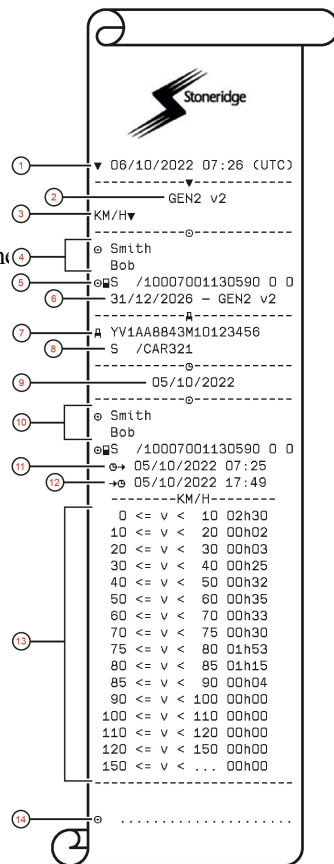 Stoneridge
1 ▼ 06/10/2022 07:26 (UTC)
---------▼---------
2 GEN2 v2
3 KM/H▼
---------⊙---------
4 ⊙ Smith
Bob
5 ⊙S /1000700113059​0 0 0
6 31/12/2026 - GEN2 v2
7 YV1AA8843M10123456
8 S /CAR321
9 05/10/2022
---------⊙---------
10 ⊙ Smith
Bob
⊙S /10007001130590 0 0
11 05/10/2022 07:25
12 05/10/2022 17:49
--------KM/H--------
0 <= v < 10 02h30
10 <= v < 20 00h02
20 <= v < 30 00h03
30 <= v < 40 00h25
40 <= v < 50 00h32
50 <= v < 60 00h35
60 <= v < 70 00h33
70 <= v < 75 00h30
13 75 <= v < 80 01h53
80 <= v < 85 01h15
85 <= v < 90 00h04
90 <= v < 100 00h00
100 <= v < 110 00h00
110 <= v < 120 00h00
120 <= v < 150 00h00
150 <= v < ... 00h00
14 ⊙ ......................